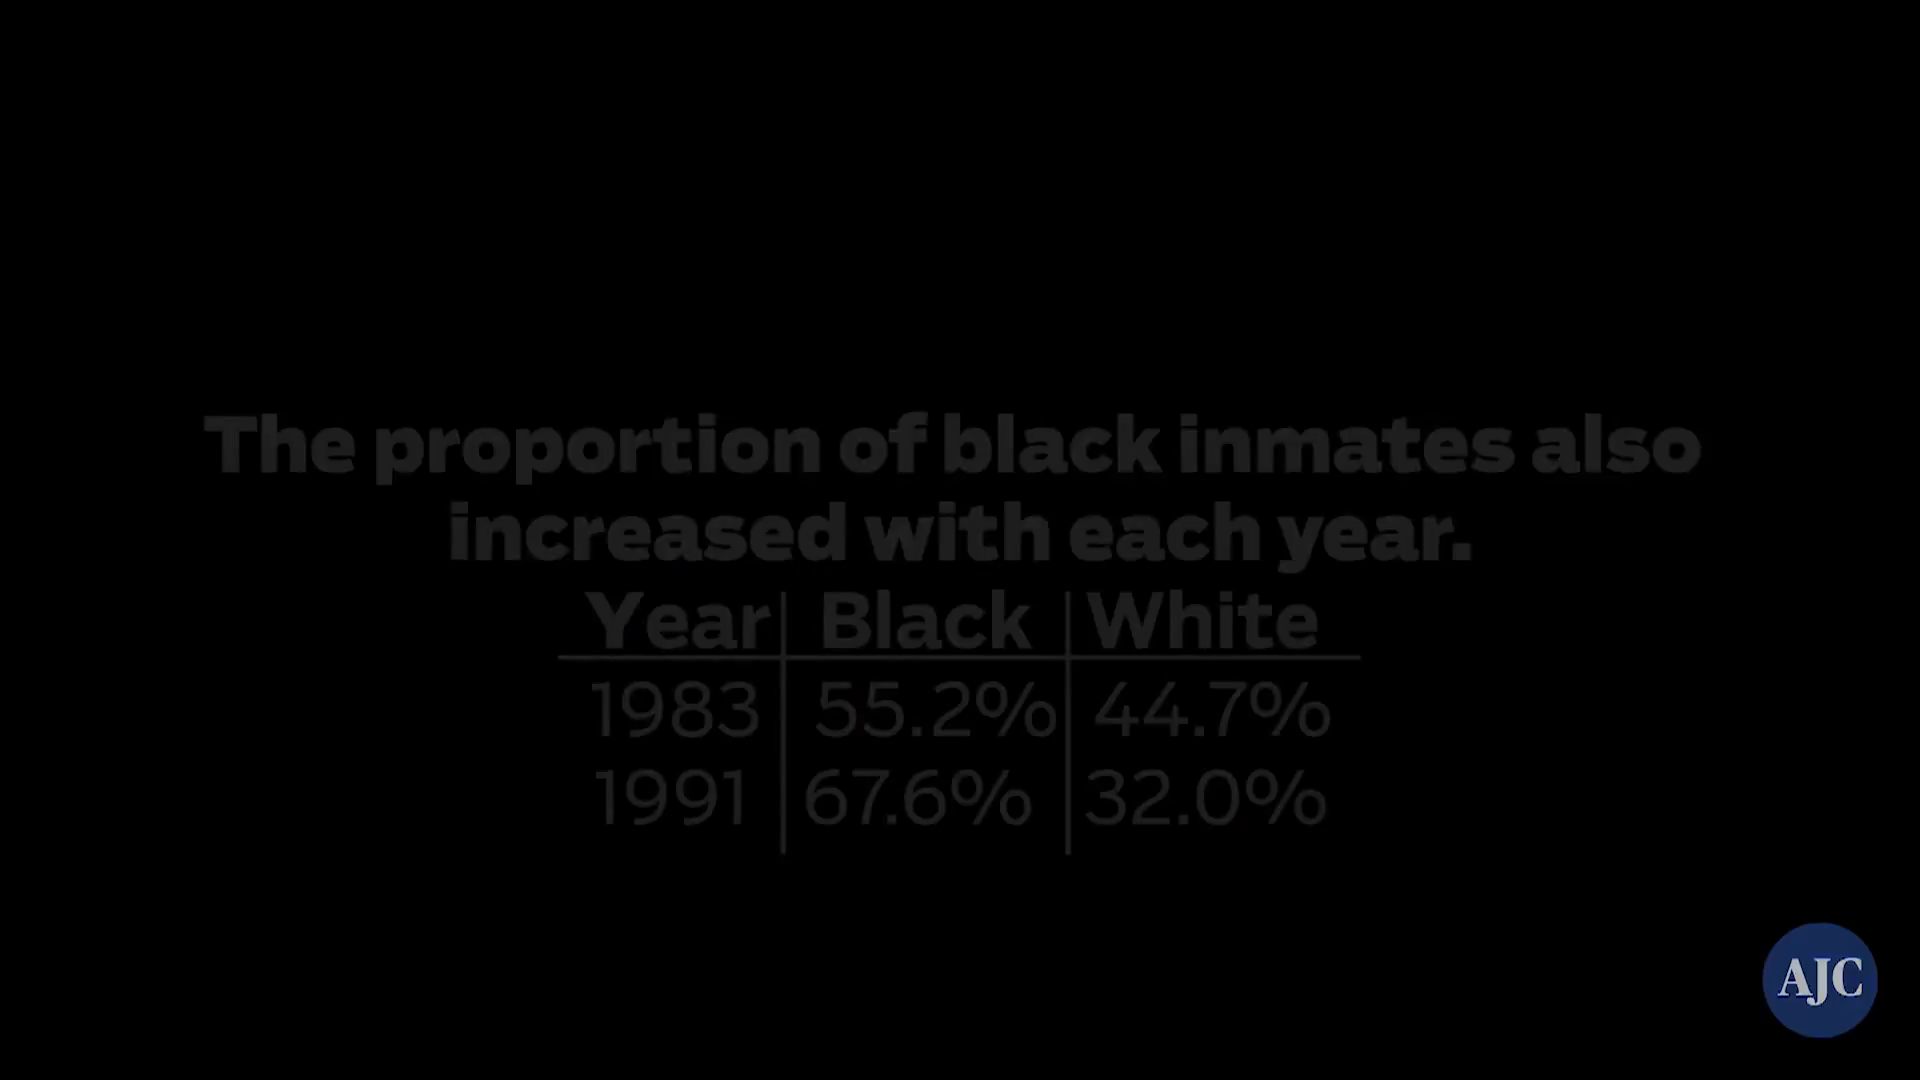 The proportion of black inmates also
increased with each year.
Year Black White
1983 55.2% 44.7%
1991 67.6% 32.0%
AJC